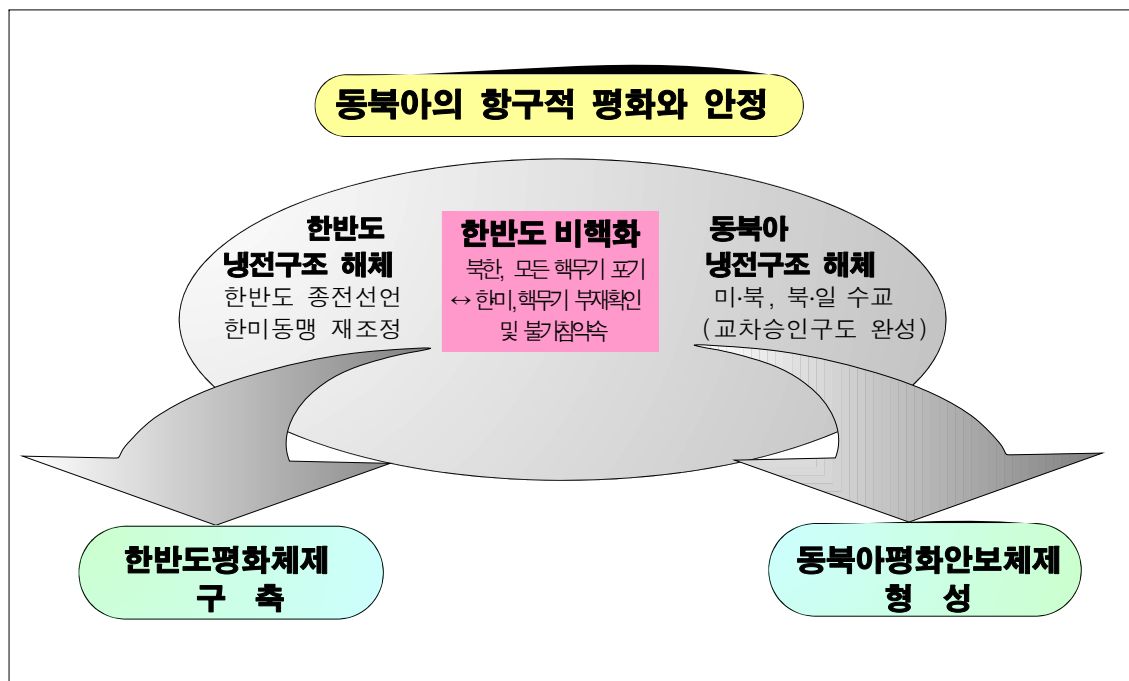 동북아의 항구적 평화와 안정
한반도
냉전구조 해체
한반도 종전선언
한미동맹 재조정
한반도 비핵화
북한, 모든 핵무기 포기
↔ 한·미, 핵무기 부재확인
및 불가침약속
동북아
냉전구조 해체
미·북, 북·일 수교
(교차승인구도 완성)
한반도평화체제
구 축
동북아평화안보체제
형 성